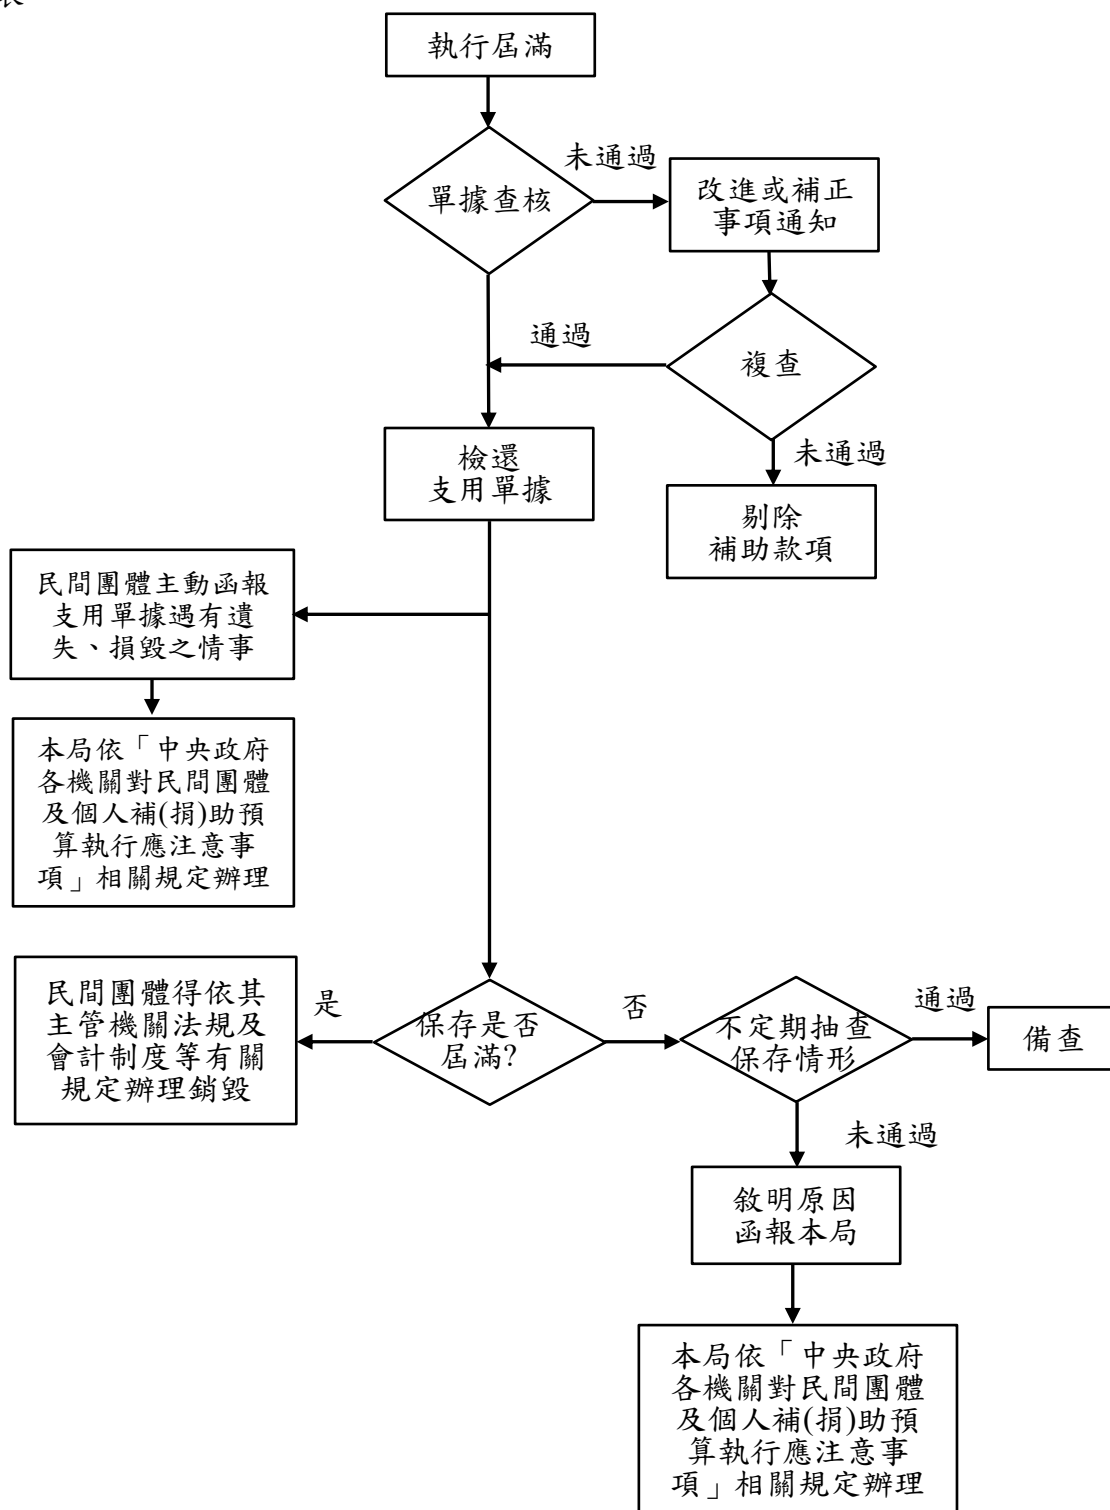 執行屆滿
單據查核
未通過
改進或補正
事項通知
通過
複查
檢還
支用單據
未通過
剔除
補助款項
民間團體主動函報
支用單據遇有遺
失、損毀之情事
本局依「中央政府
各機關對民間團體
及個人補(捐)助預
算執行應注意事
項」相關規定辦理
民間團體得依其
主管機關法規及
會計制度等有關
規定辦理銷毀
是
保存是否
屆滿?
否
不定期抽查
保存情形
通過
備查
未通過
敘明原因
函報本局
本局依「中央政府
各機關對民間團體
及個人補(捐)助預
算執行應注意事
項」相關規定辦理